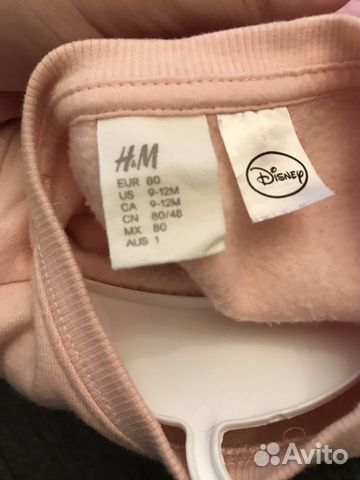 H&M
EUR 80
US 9-12M
CA 9-12M
CN 80/48
MX 80
AUS 1
Disney
Avito